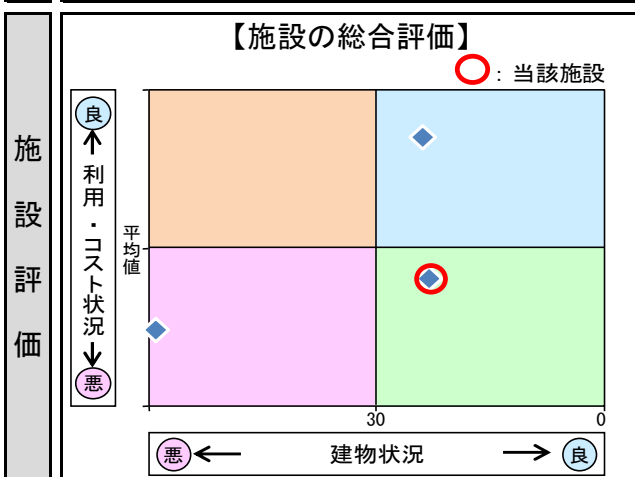 施設評価
【施設の総合評価】
：当該施設
良
利用・コスト状況
悪
平均値
30
0
悪
建物状況
良